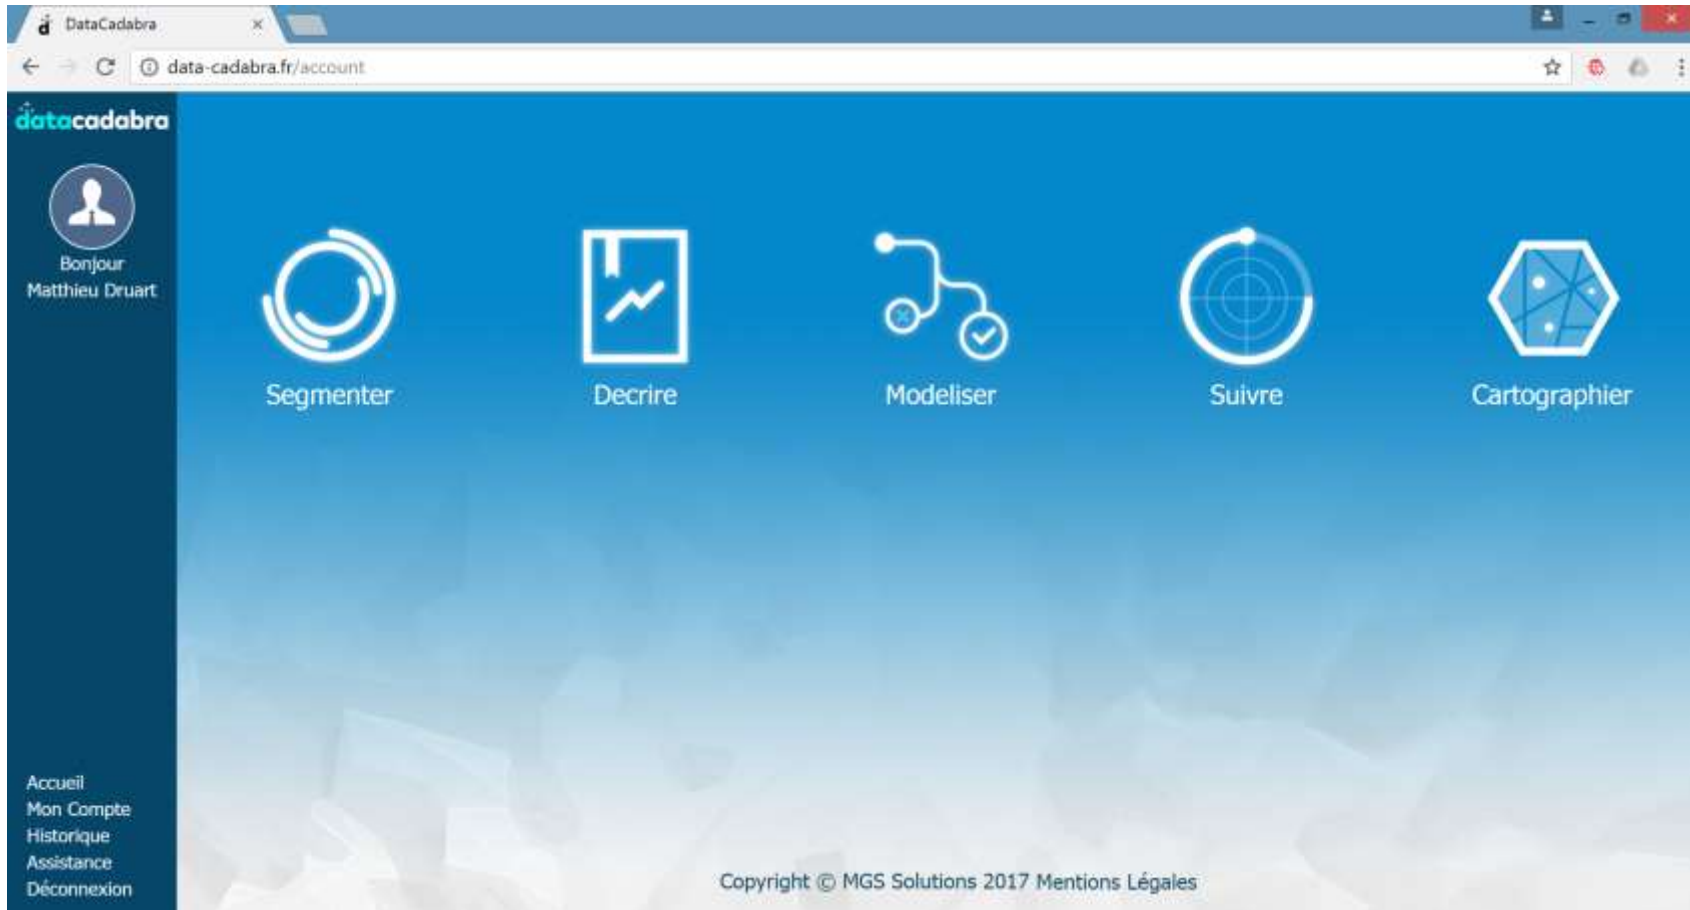 DataCadabra
data-cadabra.fr/account
datacadabra
Bonjour
Matthieu Druart
Segmenter
Decrire
Modeliser
Suivre
Cartographier
Accueil
Mon Compte
Historique
Assistance
Déconnexion
Copyright © MGS Solutions 2017 Mentions Légales